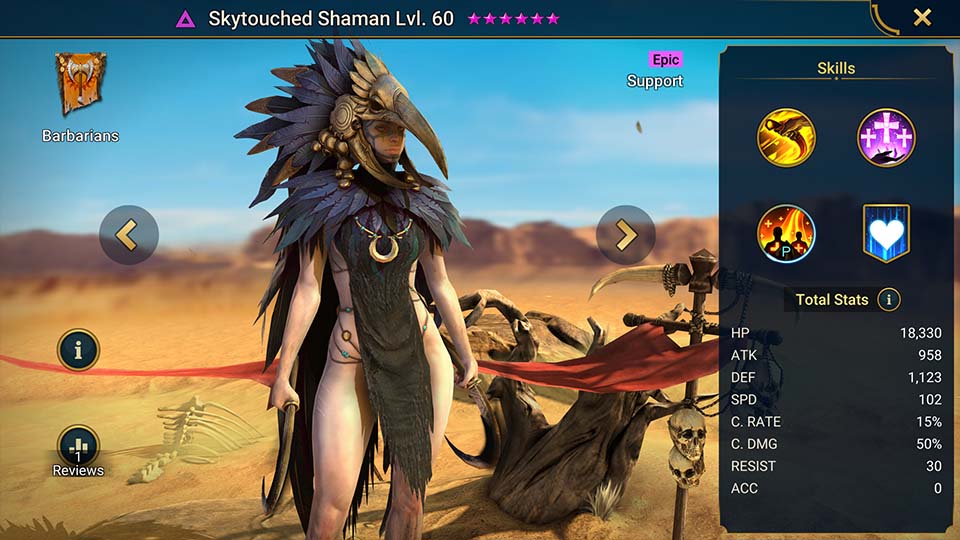 Skytouched Shaman Lvl. 60
Barbarians
Epic
Support
Skills
P
Total Stats
i
HP 18,330
ATK 958
DEF 1,123
SPD 102
C. RATE 15%
C. DMG 50%
RESIST 30
ACC 0
i
1
Reviews